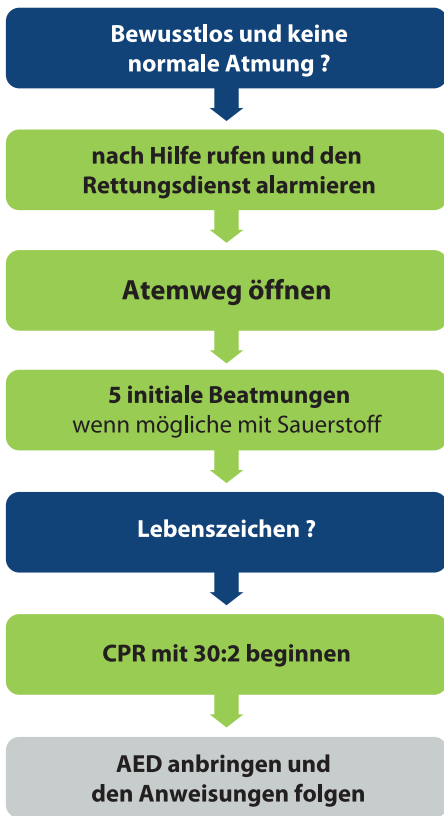 Bewusstlos und keine
normale Atmung ?
nach Hilfe rufen und den
Rettungsdienst alarmieren
Atemweg öffnen
5 initiale Beatmungen
wenn mögliche mit Sauerstoff
Lebenszeichen ?
CPR mit 30:2 beginnen
AED anbringen und
den Anweisungen folgen